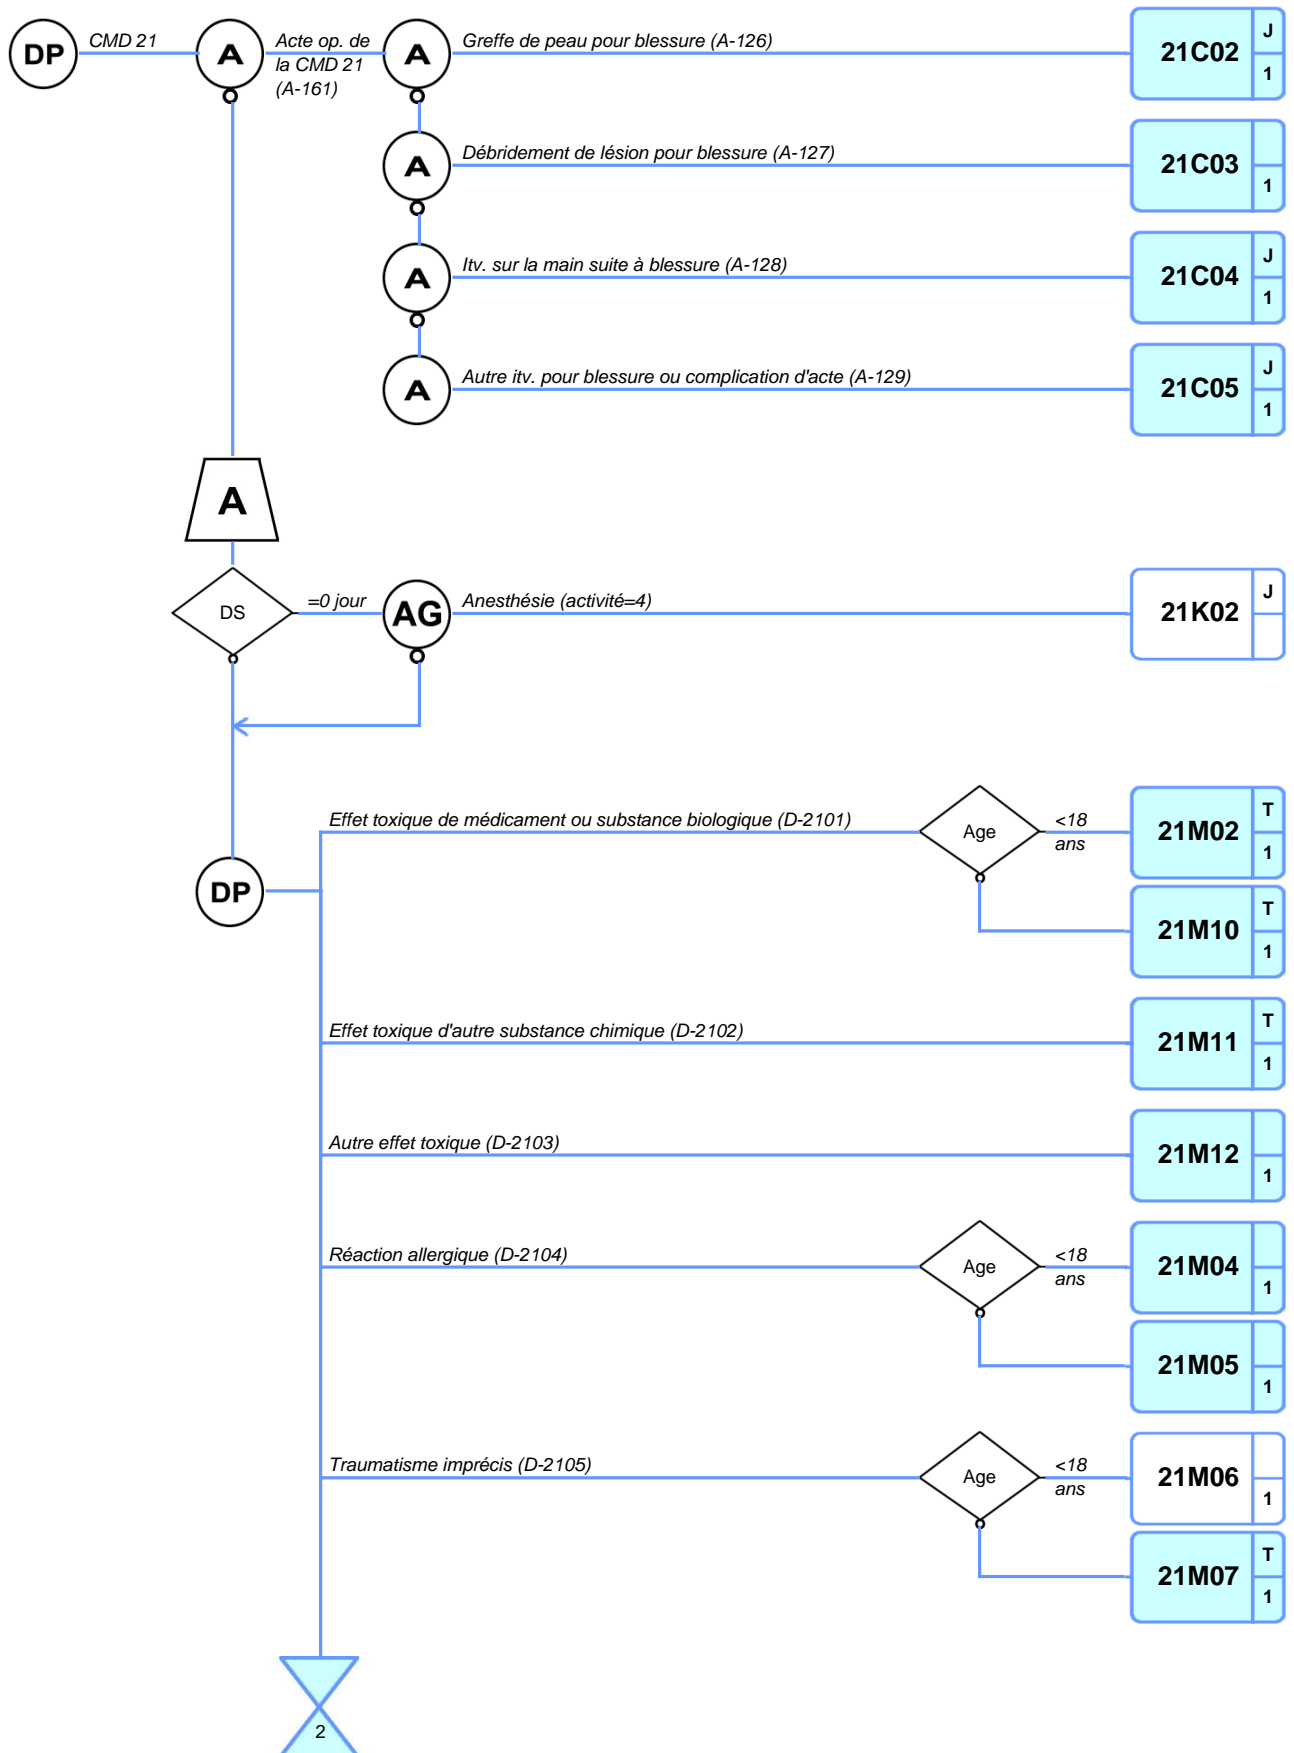 DP
CMD 21
A
Acte op. de
la CMD 21
(A-161)
A
Greffe de peau pour blessure (A-126)
21C02
J
1
A
Débridement de lésion pour blessure (A-127)
21C03
1
A
Itv. sur la main suite à blessure (A-128)
21C04
J
1
A
Autre itv. pour blessure ou complication d'acte (A-129)
21C05
J
1
A
DS
=0 jour
AG
Anesthésie (activité=4)
21K02
J
DP
Effet toxique de médicament ou substance biologique (D-2101)
Age
<18
ans
21M02
T
1
21M10
T
1
Effet toxique d'autre substance chimique (D-2102)
21M11
T
1
Autre effet toxique (D-2103)
21M12
1
Réaction allergique (D-2104)
Age
<18
ans
21M04
1
21M05
1
Traumatisme imprécis (D-2105)
Age
<18
ans
21M06
1
21M07
T
1
2